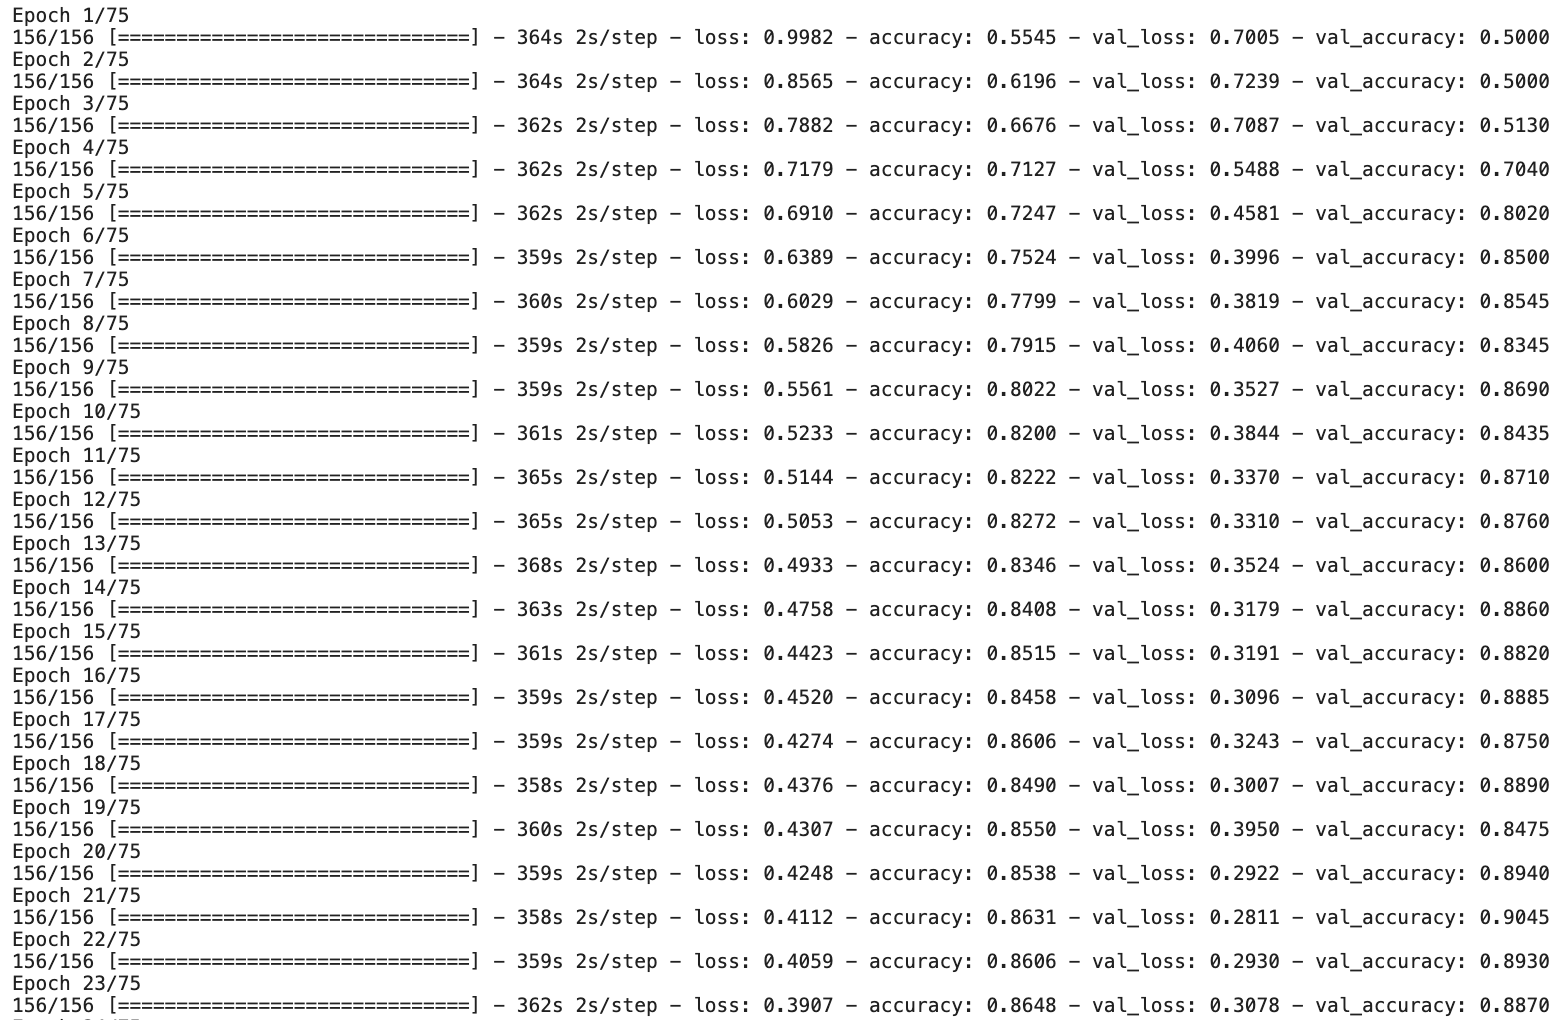 Epoch 1/75
156/156 [==============================] - 364s 2s/step - loss: 0.9982 - accuracy: 0.5545 - val_loss: 0.7005 - val_accuracy: 0.5000
Epoch 2/75
156/156 [==============================] - 364s 2s/step - loss: 0.8565 - accuracy: 0.6196 - val_loss: 0.7239 - val_accuracy: 0.5000
Epoch 3/75
156/156 [==============================] - 362s 2s/step - loss: 0.7882 - accuracy: 0.6676 - val_loss: 0.7087 - val_accuracy: 0.5130
Epoch 4/75
156/156 [==============================] - 362s 2s/step - loss: 0.7179 - accuracy: 0.7127 - val_loss: 0.5488 - val_accuracy: 0.7040
Epoch 5/75
156/156 [==============================] - 362s 2s/step - loss: 0.6910 - accuracy: 0.7247 - val_loss: 0.4581 - val_accuracy: 0.8020
Epoch 6/75
156/156 [==============================] - 359s 2s/step - loss: 0.6389 - accuracy: 0.7524 - val_loss: 0.3996 - val_accuracy: 0.8500
Epoch 7/75
156/156 [==============================] - 360s 2s/step - loss: 0.6029 - accuracy: 0.7799 - val_loss: 0.3819 - val_accuracy: 0.8545
Epoch 8/75
156/156 [==============================] - 359s 2s/step - loss: 0.5826 - accuracy: 0.7915 - val_loss: 0.4060 - val_accuracy: 0.8345
Epoch 9/75
156/156 [==============================] - 359s 2s/step - loss: 0.5561 - accuracy: 0.8022 - val_loss: 0.3527 - val_accuracy: 0.8690
Epoch 10/75
156/156 [==============================] - 361s 2s/step - loss: 0.5233 - accuracy: 0.8200 - val_loss: 0.3844 - val_accuracy: 0.8435
Epoch 11/75
156/156 [==============================] - 365s 2s/step - loss: 0.5144 - accuracy: 0.8222 - val_loss: 0.3370 - val_accuracy: 0.8710
Epoch 12/75
156/156 [==============================] - 365s 2s/step - loss: 0.5053 - accuracy: 0.8272 - val_loss: 0.3310 - val_accuracy: 0.8760
Epoch 13/75
156/156 [==============================] - 368s 2s/step - loss: 0.4933 - accuracy: 0.8346 - val_loss: 0.3524 - val_accuracy: 0.8600
Epoch 14/75
156/156 [==============================] - 363s 2s/step - loss: 0.4758 - accuracy: 0.8408 - val_loss: 0.3179 - val_accuracy: 0.8860
Epoch 15/75
156/156 [==============================] - 361s 2s/step - loss: 0.4423 - accuracy: 0.8515 - val_loss: 0.3191 - val_accuracy: 0.8820
Epoch 16/75
156/156 [==============================] - 359s 2s/step - loss: 0.4520 - accuracy: 0.8458 - val_loss: 0.3096 - val_accuracy: 0.8885
Epoch 17/75
156/156 [==============================] - 359s 2s/step - loss: 0.4274 - accuracy: 0.8606 - val_loss: 0.3243 - val_accuracy: 0.8750
Epoch 18/75
156/156 [==============================] - 358s 2s/step - loss: 0.4376 - accuracy: 0.8490 - val_loss: 0.3007 - val_accuracy: 0.8890
Epoch 19/75
156/156 [==============================] - 360s 2s/step - loss: 0.4307 - accuracy: 0.8550 - val_loss: 0.3950 - val_accuracy: 0.8475
Epoch 20/75
156/156 [==============================] - 359s 2s/step - loss: 0.4248 - accuracy: 0.8538 - val_loss: 0.2922 - val_accuracy: 0.8940
Epoch 21/75
156/156 [==============================] - 358s 2s/step - loss: 0.4112 - accuracy: 0.8631 - val_loss: 0.2811 - val_accuracy: 0.9045
Epoch 22/75
156/156 [==============================] - 359s 2s/step - loss: 0.4059 - accuracy: 0.8606 - val_loss: 0.2930 - val_accuracy: 0.8930
Epoch 23/75
156/156 [==============================] - 362s 2s/step - loss: 0.3907 - accuracy: 0.8648 - val_loss: 0.3078 - val_accuracy: 0.8870